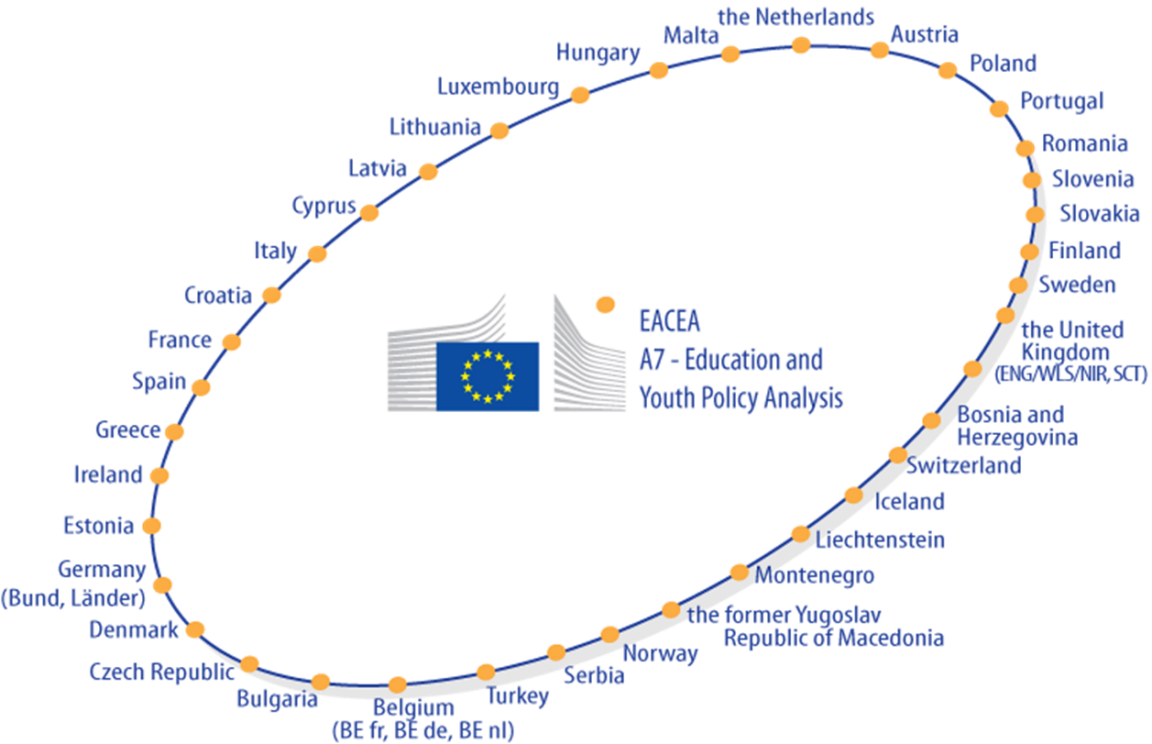 the Netherlands
Malta
Austria
Hungary
Poland
Luxembourg
Portugal
Lithuania
Romania
Latvia
Slovenia
Cyprus
Slovakia
Italy
Finland
Croatia
Sweden
EACEA
A7 - Education and
Youth Policy Analysis
France
the United
Kingdom
(ENG/WLS/NIR, SCT)
Spain
Bosnia and
Herzegovina
Greece
Switzerland
Ireland
Iceland
Estonia
Liechtenstein
Germany
(Bund, Länder)
Montenegro
Denmark
the former Yugoslav
Republic of Macedonia
Czech Republic
Norway
Serbia
Bulgaria
Turkey
Belgium
(BE fr, BE de, BE nl)